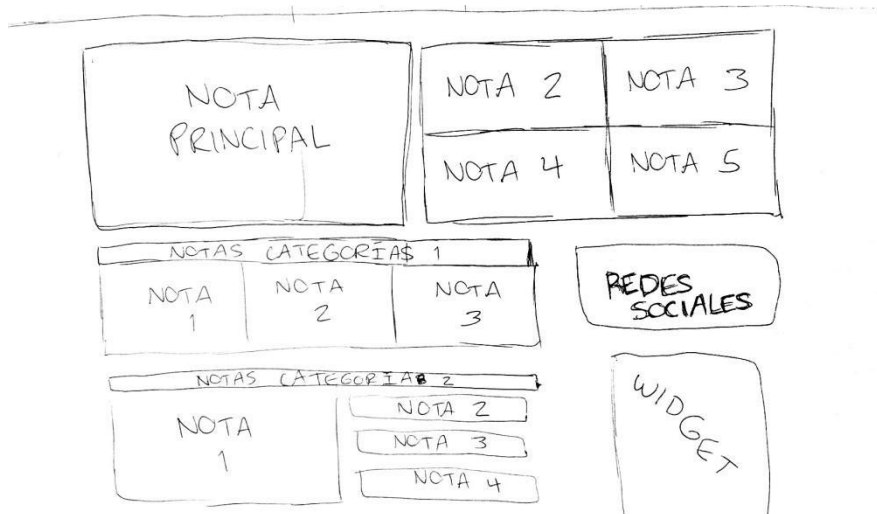 NOTA
PRINCIPAL
NOTA 2
NOTA 3
NOTA 4
NOTA 5
NOTAS CATEGORÍAS 1
NOTA
1
NOTA
2
NOTA
3
REDES
SOCIALES
NOTAS CATEGORIAS 2
NOTA
1
NOTA 2
NOTA 3
NOTA 4
WIDGET